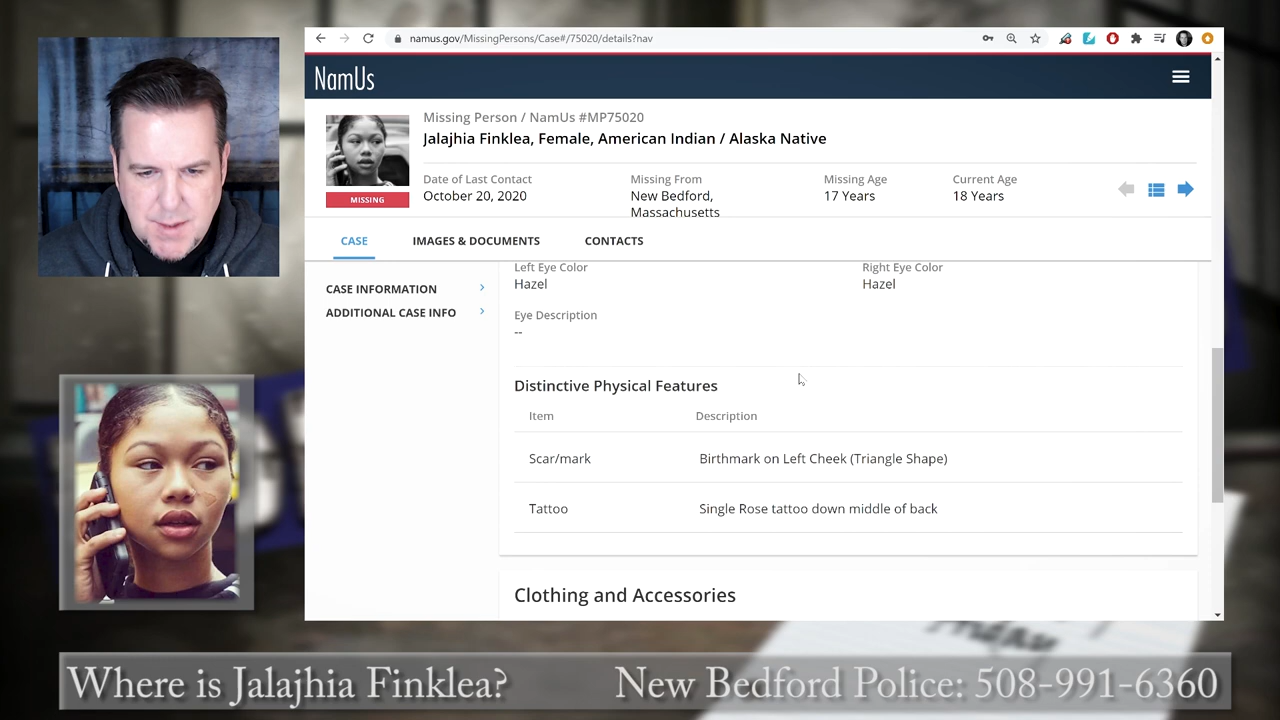 namus.gov/MissingPersons/Case#/75020/details?nav
NamUs
Missing Person / NamUs #MP75020
Jalajhia Finklea, Female, American Indian / Alaska Native
MISSING
Date of Last Contact
October 20, 2020
Missing From
New Bedford,
Massachusetts
Missing Age
17 Years
Current Age
18 Years
CASE
IMAGES & DOCUMENTS
CONTACTS
CASE INFORMATION
ADDITIONAL CASE INFO
Left Eye Color
Hazel
Right Eye Color
Hazel
Eye Description
--
Distinctive Physical Features
Item Description
Scar/mark Birthmark on Left Cheek (Triangle Shape)
Tattoo Single Rose tattoo down middle of back
Clothing and Accessories
Where is Jalajhia Finklea? New Bedford Police: 508-991-6360